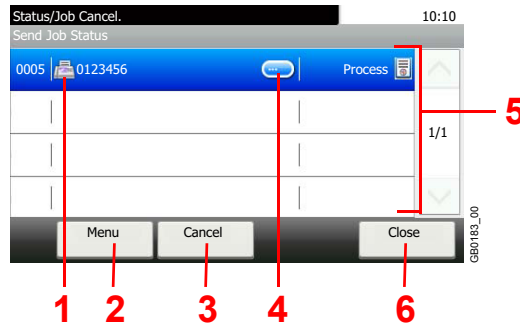 Status/Job Cancel. 10:10
Send Job Status
0005 0123456 Process
5
1/1
Menu Cancel Close
GB0183_00
1 2 3 4 6